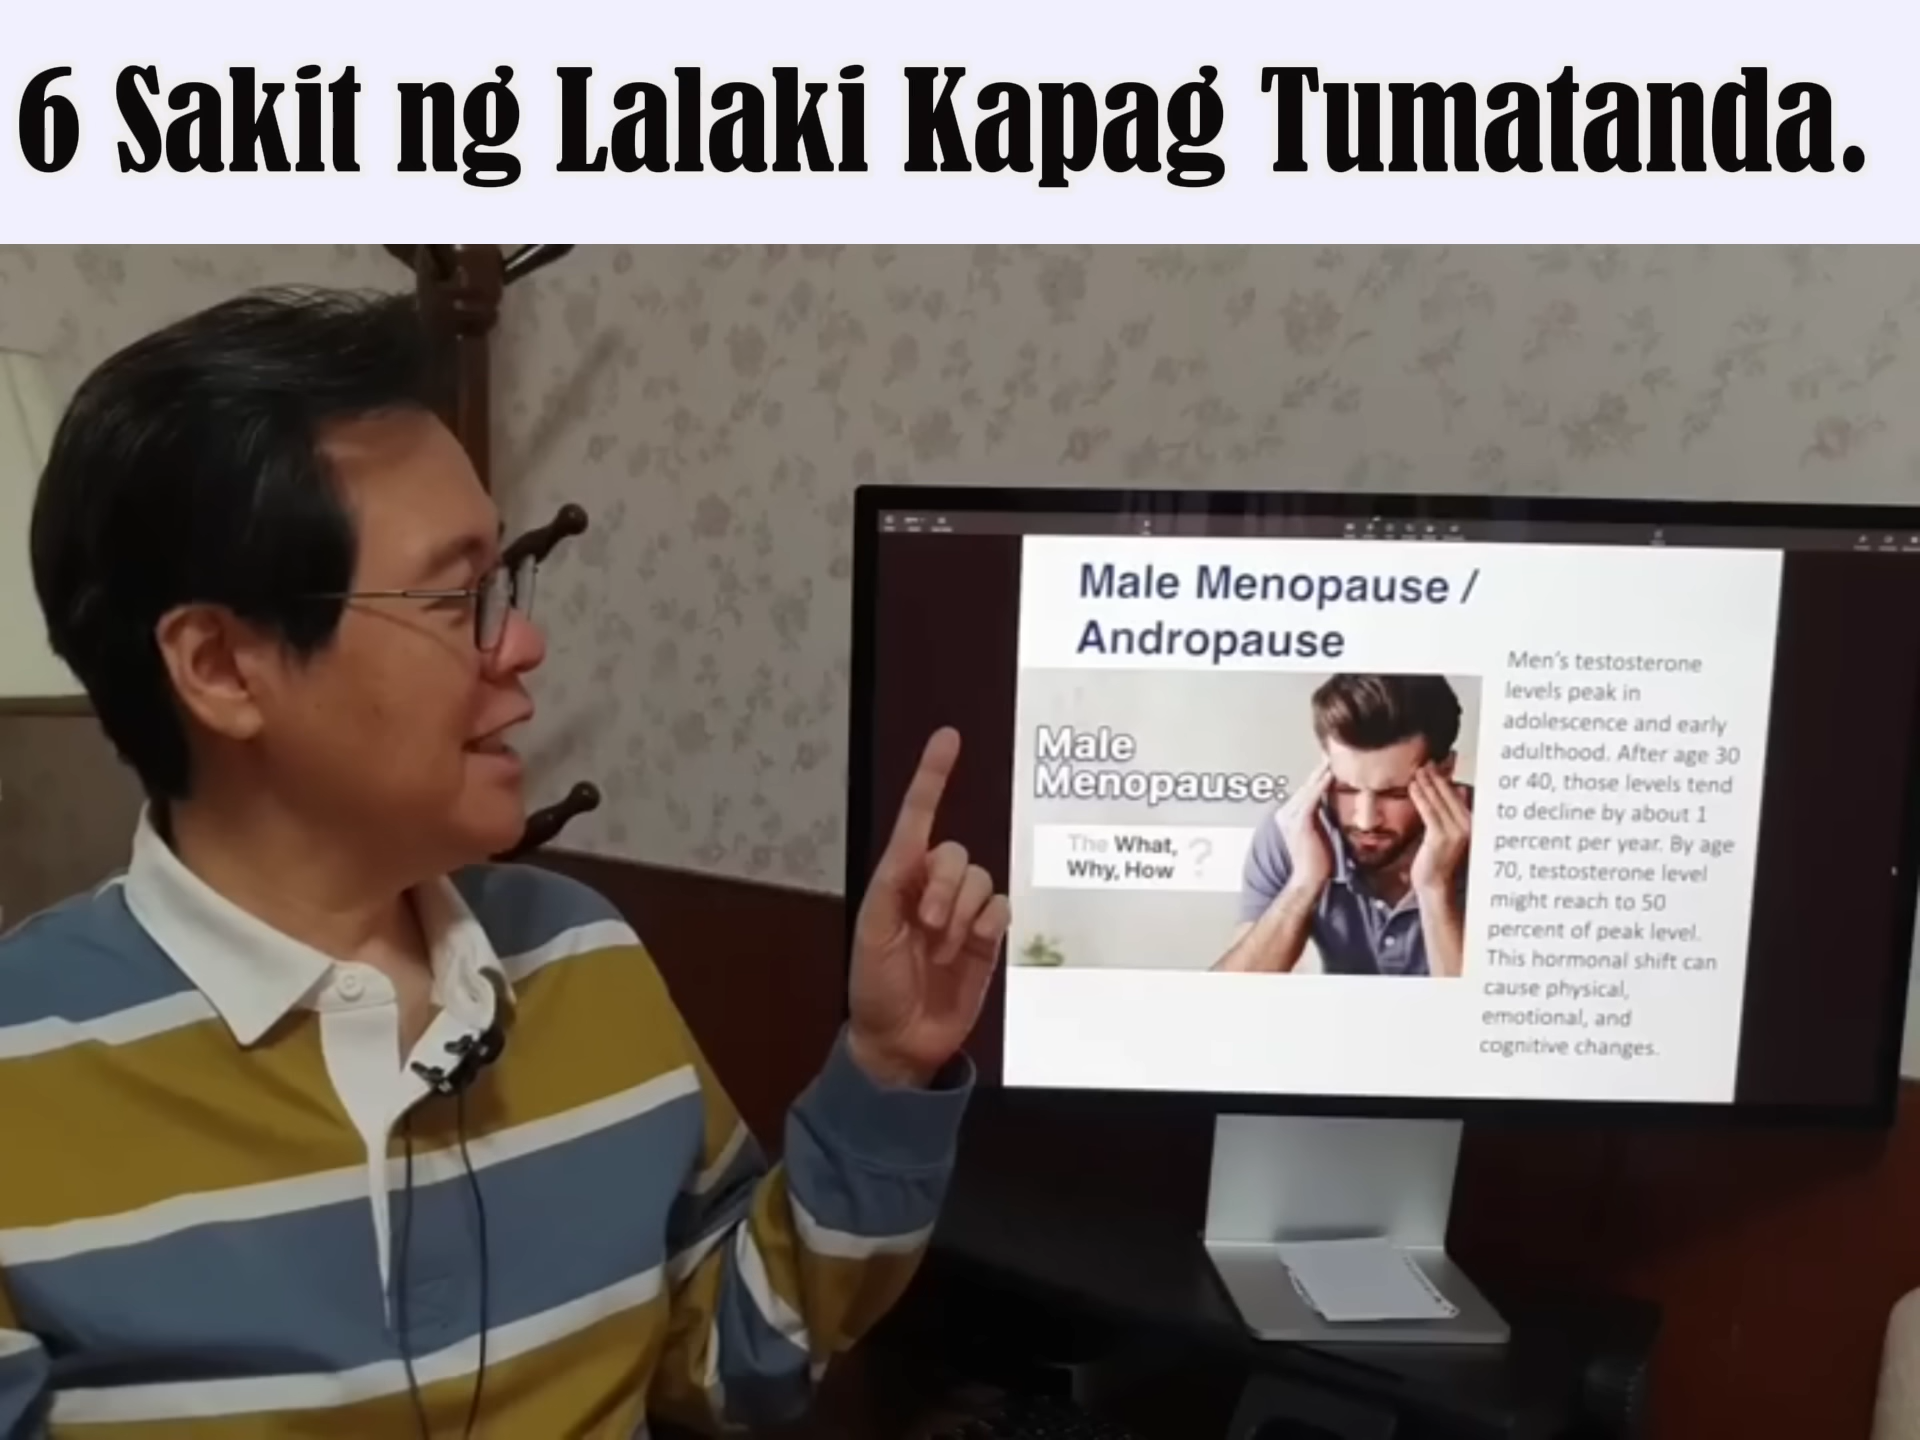 6 Sakit ng Lalaki Kapag Tumatanda.
Male Menopause /
Andropause
Male
Menopause:
The What,
Why, How ?
Men's testosterone
levels peak in
adolescence and early
adulthood. After age 30
or 40, those levels tend
to decline by about 1
percent per year. By age
70, testosterone level
might reach to 50
percent of peak level.
This hormonal shift can
cause physical,
emotional, and
cognitive changes.